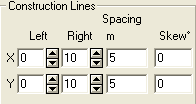 Construction Lines
Spacing
Left Right m Skew°
X 0 10 5 0
Y 0 10 5 0